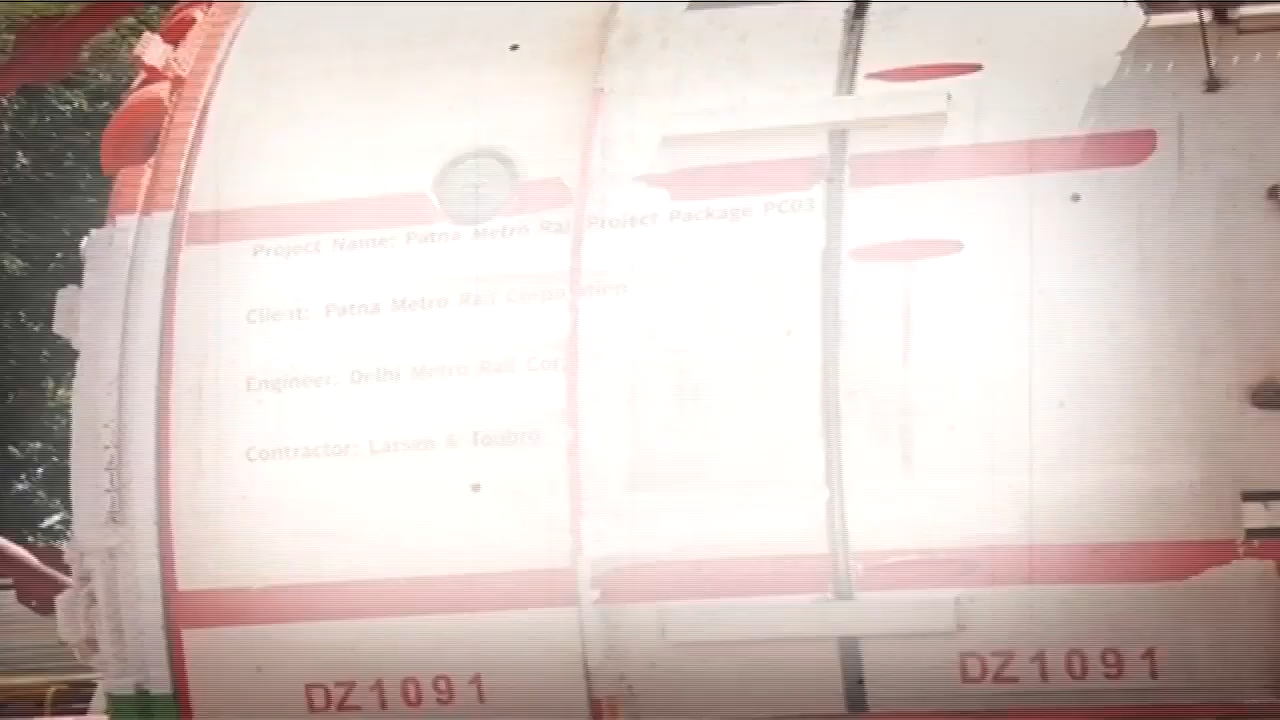 Project Name: Patna Metro Rail Project Package PC03
Client: Patna Metro Rail Corporation
Engineer: Delhi Metro Rail Corp
Contractor: Larsen & Toubro
DZ1091
DZ1091